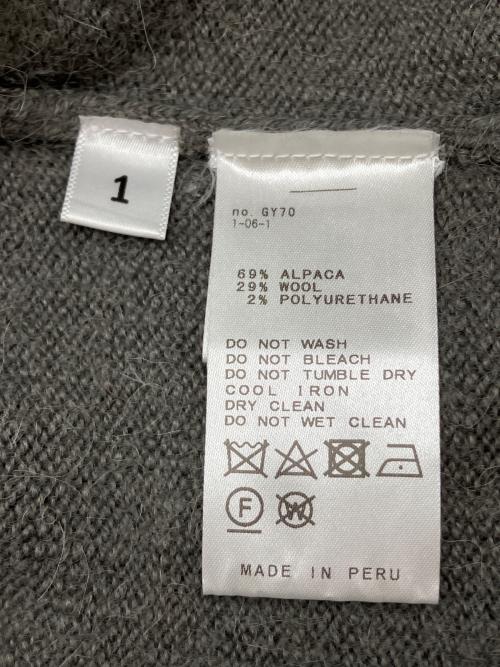 1
no. GY70
1-06-1
69% ALPACA
29% WOOL
2% POLYURETHANE
DO NOT WASH
DO NOT BLEACH
DO NOT TUMBLE DRY
COOL IRON
DRY CLEAN
DO NOT WET CLEAN
F W
MADE IN PERU